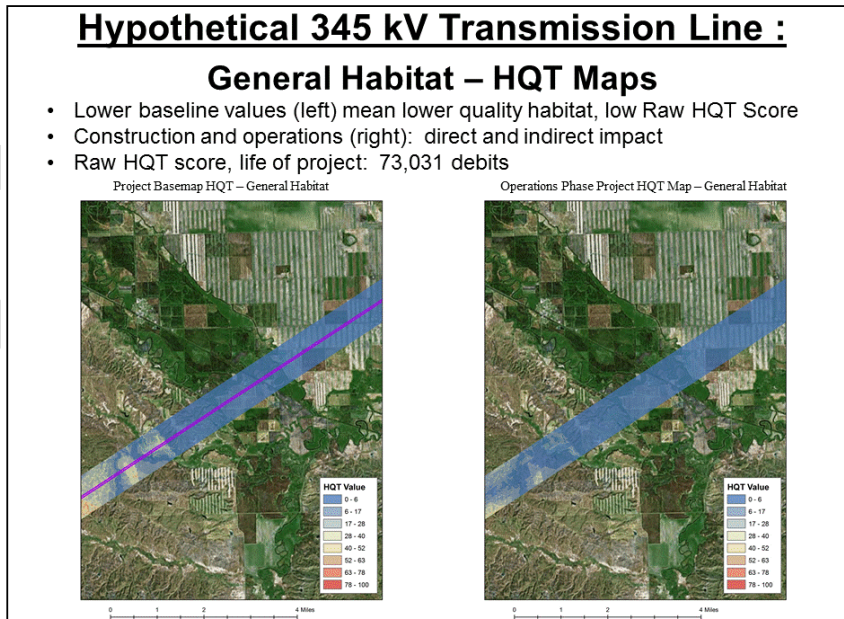 Hypothetical 345 kV Transmission Line :
General Habitat – HQT Maps
• Lower baseline values (left) mean lower quality habitat, low Raw HQT Score
• Construction and operations (right): direct and indirect impact
• Raw HQT score, life of project: 73,031 debits
Project Basemap HQT – General Habitat
HQT Value
0 - 6
6 - 17
17 - 28
28 - 40
40 - 52
52 - 63
63 - 78
78 - 100
0 1 2 4 Miles
Operations Phase Project HQT Map – General Habitat
HQT Value
0 - 6
6 - 17
17 - 28
28 - 40
40 - 52
52 - 63
63 - 78
78 - 100
0 1 2 4 Miles